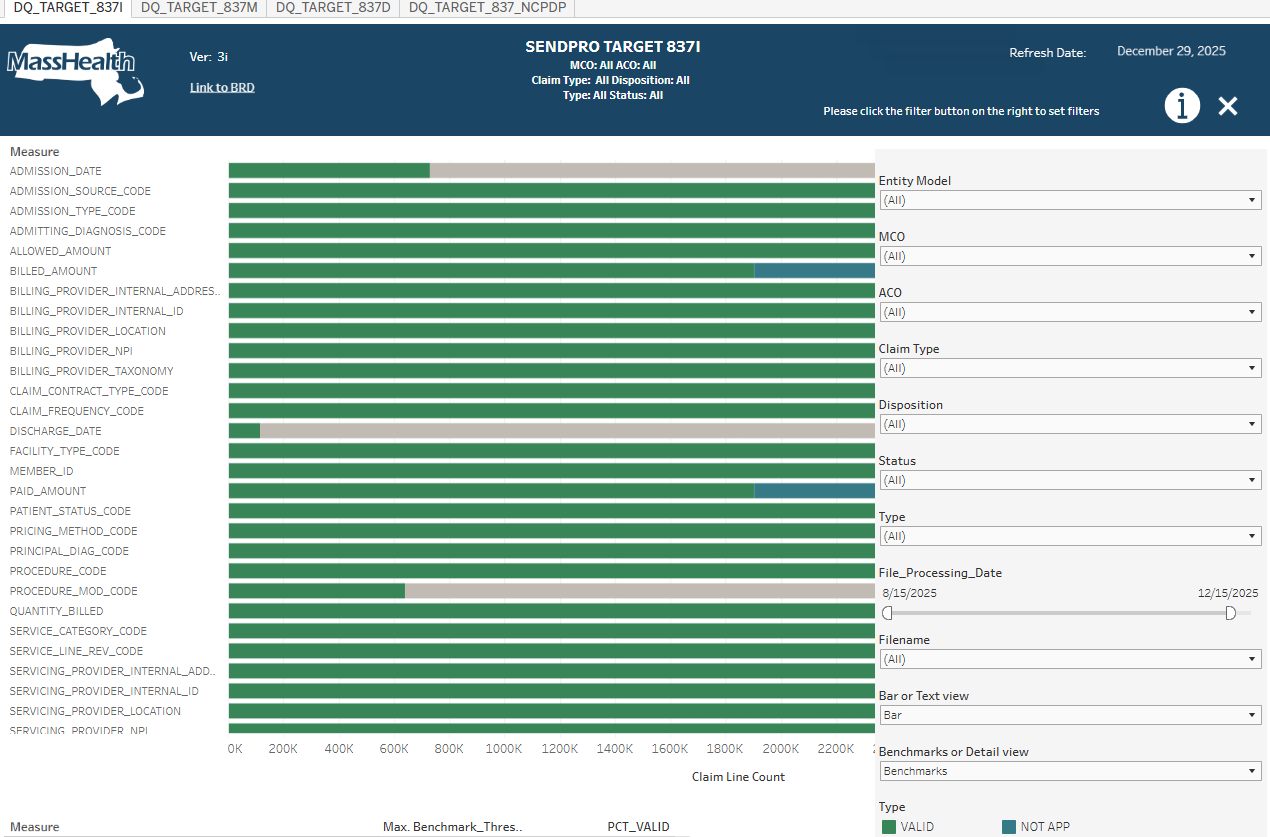 DQ_TARGET_837I DQ_TARGET_837M DQ_TARGET_837D DQ_TARGET_837_NCPDP
MassHealth
Ver: 3i
Link to BRD
SENDPRO TARGET 837I
MCO: All ACO: All
Claim Type: All Disposition: All
Type: All Status: All
Refresh Date: December 29, 2025
Please click the filter button on the right to set filters
Measure
ADMISSION_DATE
ADMISSION_SOURCE_CODE
ADMISSION_TYPE_CODE
ADMITTING_DIAGNOSIS_CODE
ALLOWED_AMOUNT
BILLED_AMOUNT
BILLING_PROVIDER_INTERNAL_ADDRES..
BILLING_PROVIDER_INTERNAL_ID
BILLING_PROVIDER_LOCATION
BILLING_PROVIDER_NPI
BILLING_PROVIDER_TAXONOMY
CLAIM_CONTRACT_TYPE_CODE
CLAIM_FREQUENCY_CODE
DISCHARGE_DATE
FACILITY_TYPE_CODE
MEMBER_ID
PAID_AMOUNT
PATIENT_STATUS_CODE
PRICING_METHOD_CODE
PRINCIPAL_DIAG_CODE
PROCEDURE_CODE
PROCEDURE_MOD_CODE
QUANTITY_BILLED
SERVICE_CATEGORY_CODE
SERVICE_LINE_REV_CODE
SERVICING_PROVIDER_INTERNAL_ADD..
SERVICING_PROVIDER_INTERNAL_ID
SERVICING_PROVIDER_LOCATION
SERVICING_PROVIDER_NPI
0K 200K 400K 600K 800K 1000K 1200K 1400K 1600K 1800K 2000K 2200K
Claim Line Count
Measure Max. Benchmark_Thres.. PCT_VALID
Entity Model
(All)
MCO
(All)
ACO
(All)
Claim Type
(All)
Disposition
(All)
Status
(All)
Type
(All)
File_Processing_Date
8/15/2025 12/15/2025
Filename
(All)
Bar or Text view
Bar
Benchmarks or Detail view
Benchmarks
Type
VALID NOT APP